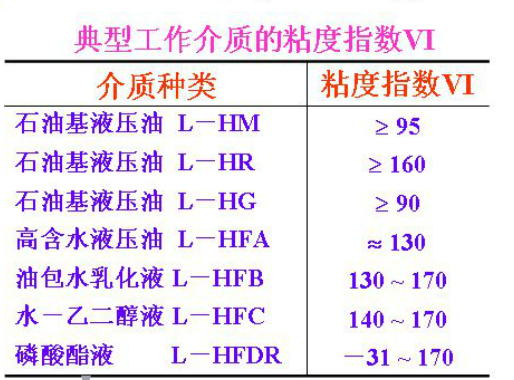 典型工作介质的粘度指数VI
介质种类 粘度指数VI
石油基液压油 L－HM ≥ 95
石油基液压油 L－HR ≥ 160
石油基液压油 L－HG ≥ 90
高含水液压油 L－HFA ≈ 130
油包水乳化液 L－HFB 130 ~ 170
水－乙二醇液 L－HFC 140 ~ 170
磷酸酯液 L－HFDR －31 ~ 170